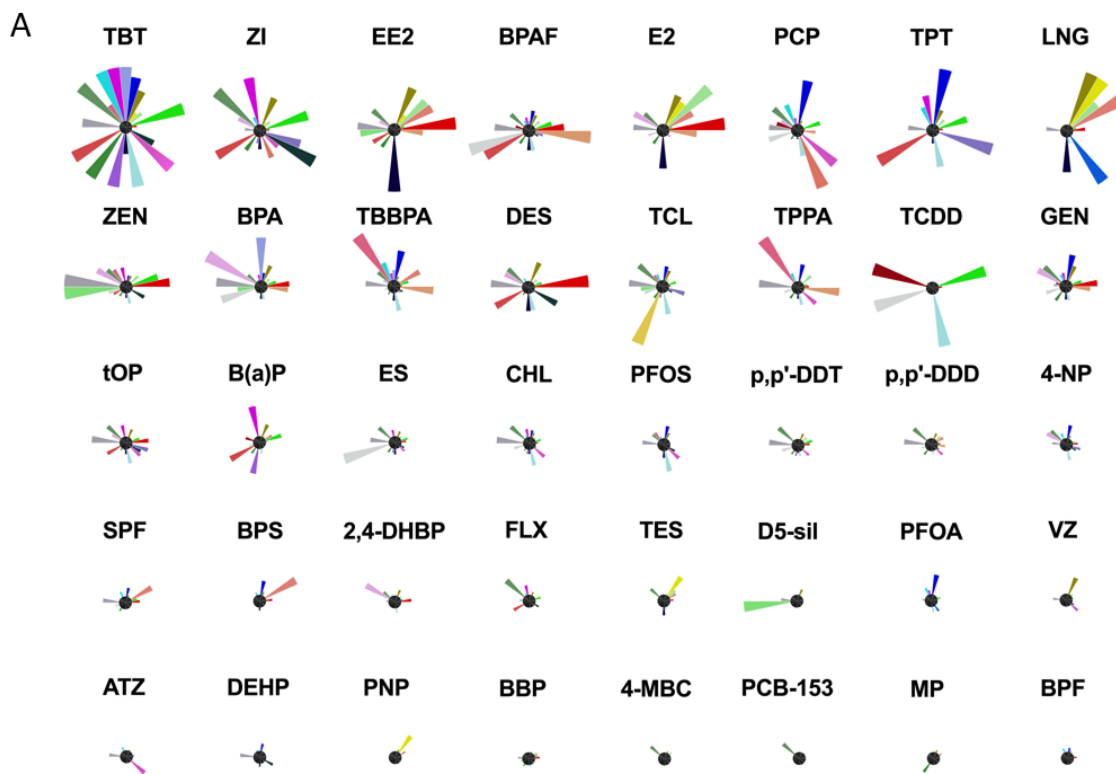 A
TBT ZI EE2 BPAF E2 PCP TPT LNG
ZEN BPA TBBPA DES TCL TPPA TCDD GEN
tOP B(a)P ES CHL PFOS p,p'-DDT p,p'-DDD 4-NP
SPF BPS 2,4-DHBP FLX TES D5-sil PFOA VZ
ATZ DEHP PNP BBP 4-MBC PCB-153 MP BPF